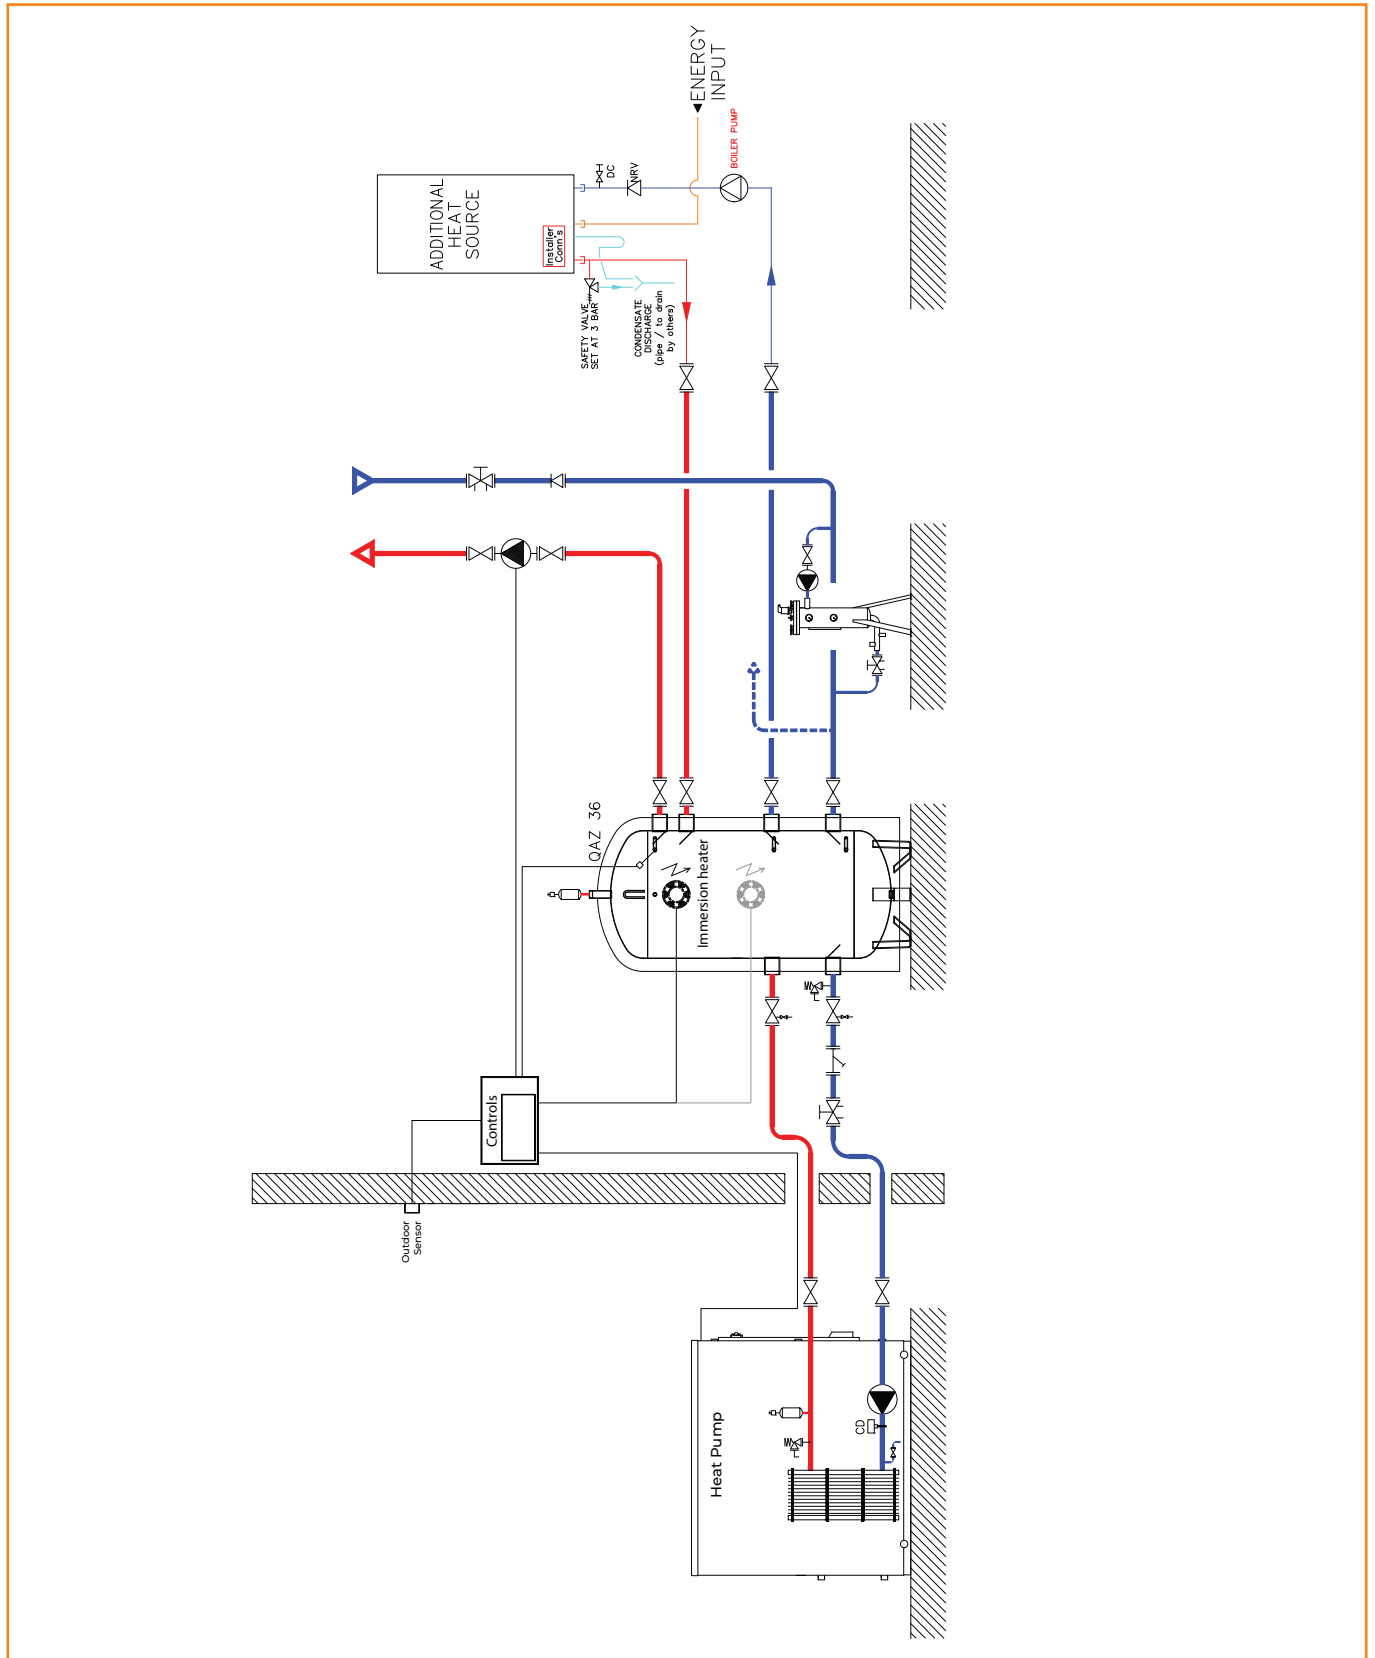 ENERGY
INPUT
BOILER PUMP
DC
NRV
ADDITIONAL
HEAT
SOURCE
Installer
Conn's
SAFETY VALVE
SET AT 3 BAR
CONDENSATE
DISCHARGE
(pipe / to drain
by others)
QAZ 36
Immersion heater
Controls
Outdoor
Sensor
Heat Pump
CD